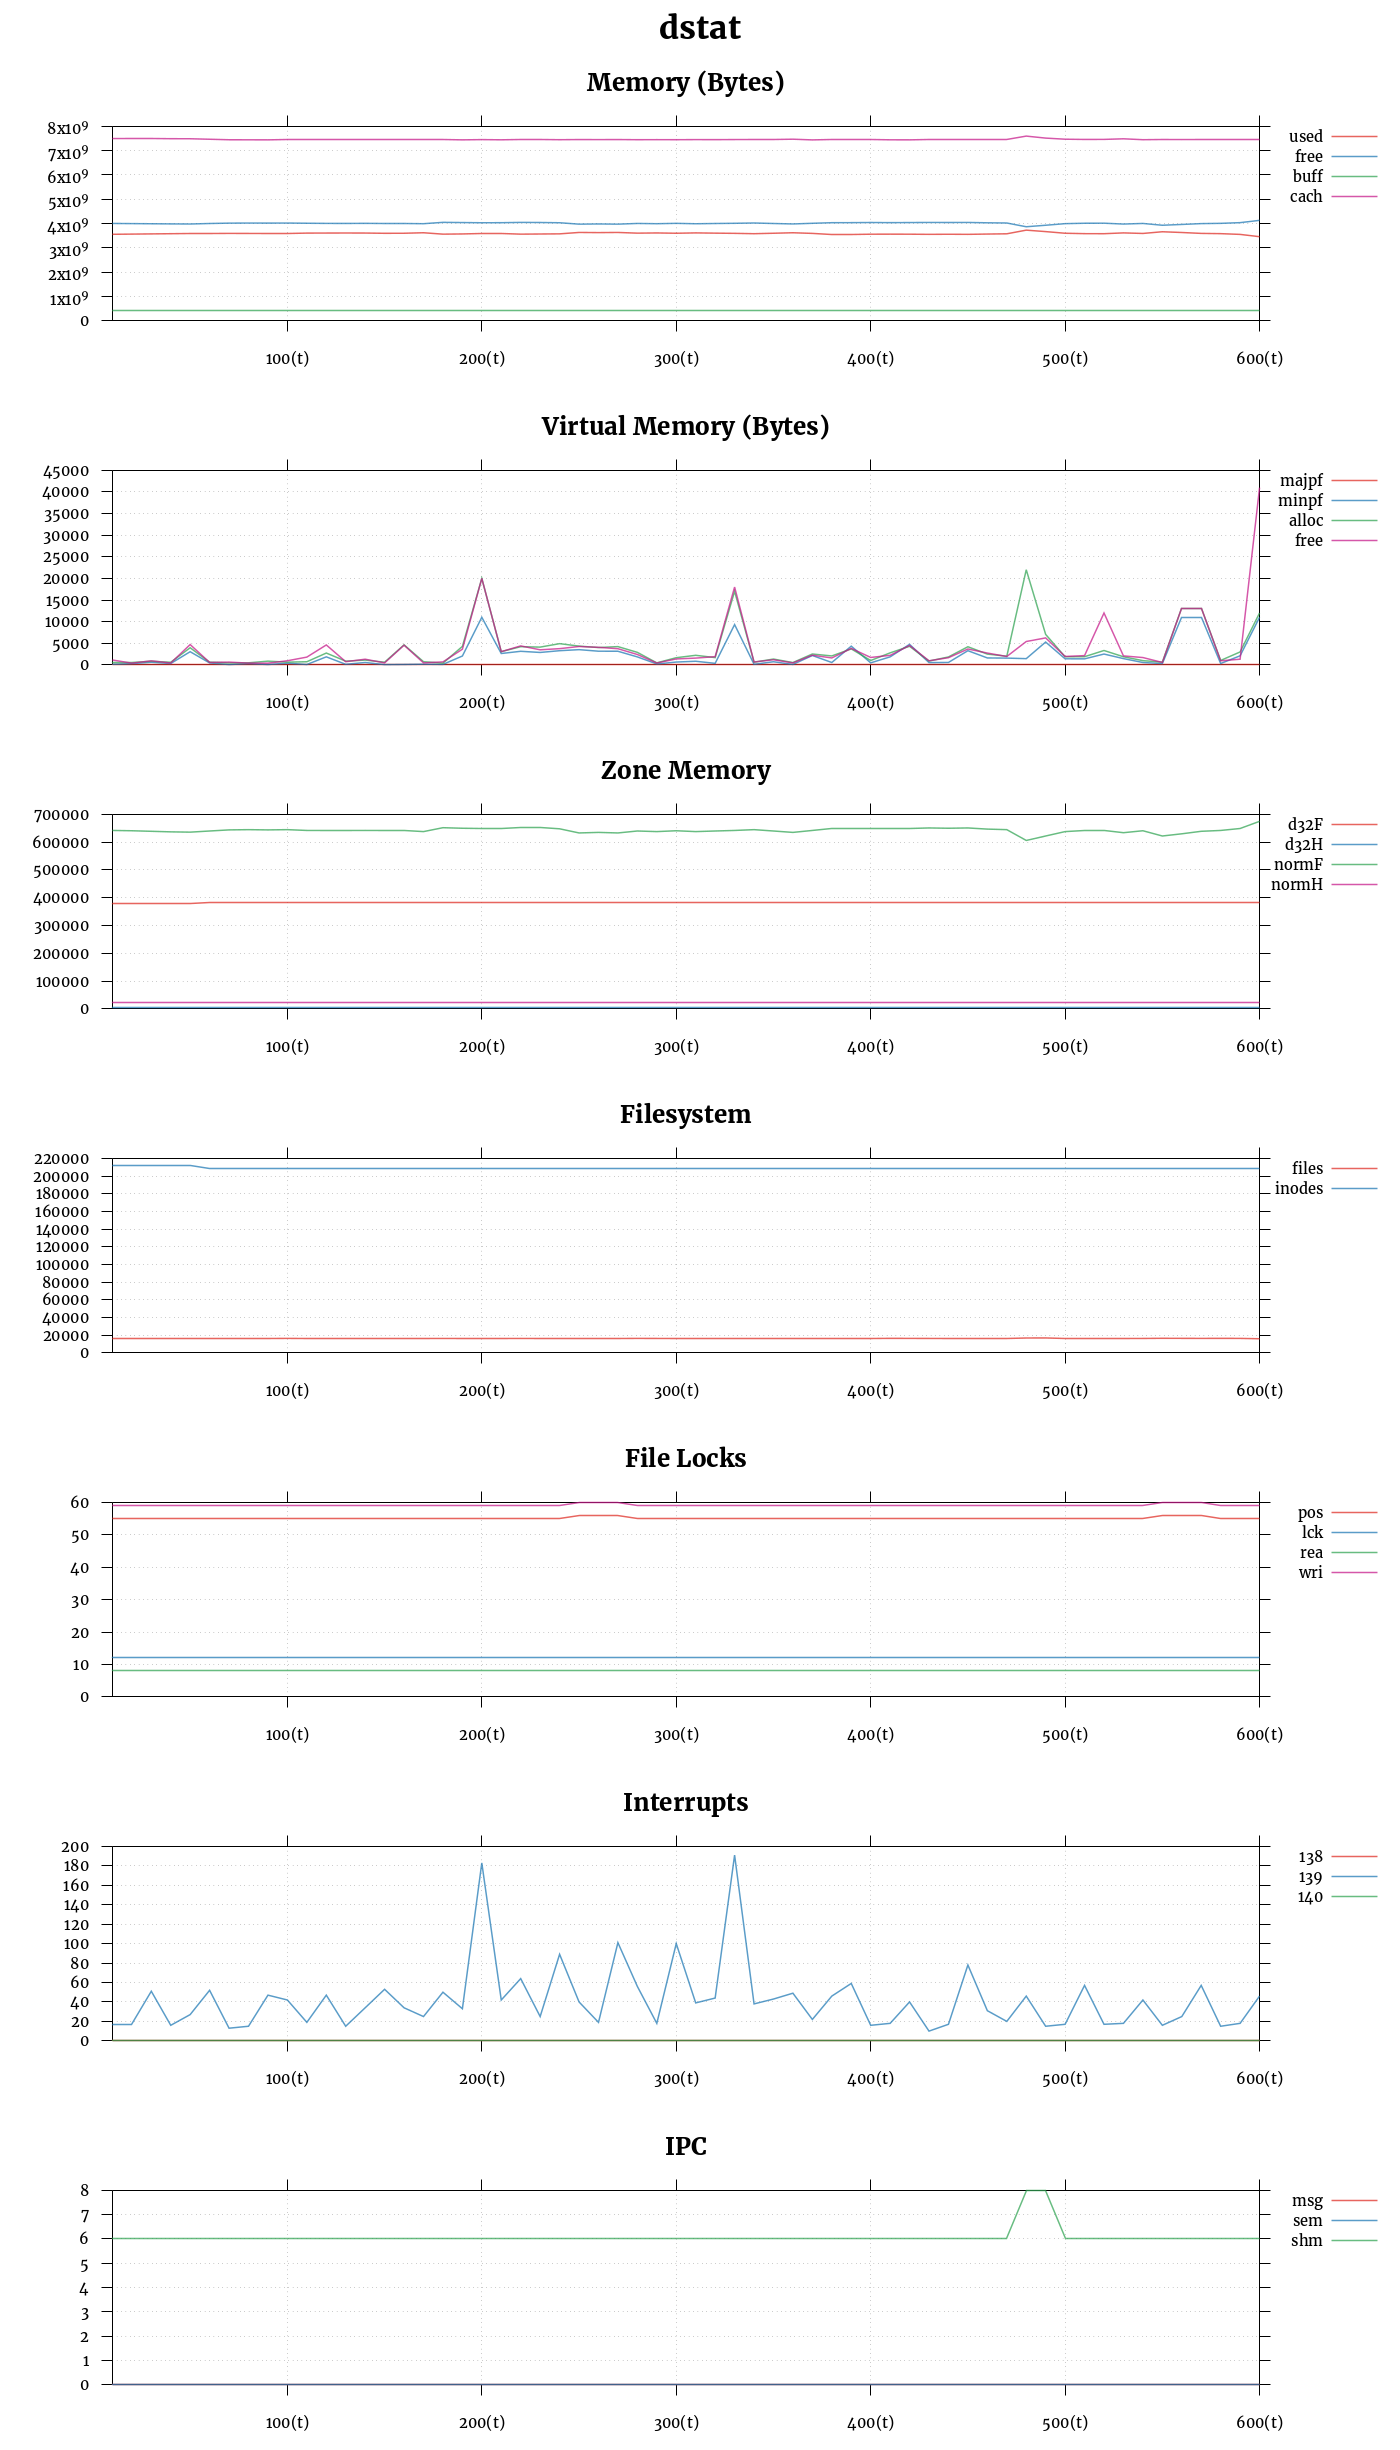 dstat
Memory (Bytes)
8x10⁹
7x10⁹
6x10⁹
5x10⁹
4x10⁹
3x10⁹
2x10⁹
1x10⁹
0
100(t) 200(t) 300(t) 400(t) 500(t) 600(t)
used
free
buff
cach
Virtual Memory (Bytes)
45000
40000
35000
30000
25000
20000
15000
10000
5000
0
100(t) 200(t) 300(t) 400(t) 500(t) 600(t)
majpf
minpf
alloc
free
Zone Memory
700000
600000
500000
400000
300000
200000
100000
0
100(t) 200(t) 300(t) 400(t) 500(t) 600(t)
d32F
d32H
normF
normH
Filesystem
220000
200000
180000
160000
140000
120000
100000
80000
60000
40000
20000
0
100(t) 200(t) 300(t) 400(t) 500(t) 600(t)
files
inodes
File Locks
60
50
40
30
20
10
0
100(t) 200(t) 300(t) 400(t) 500(t) 600(t)
pos
lck
rea
wri
Interrupts
200
180
160
140
120
100
80
60
40
20
0
100(t) 200(t) 300(t) 400(t) 500(t) 600(t)
138
139
140
IPC
8
7
6
5
4
3
2
1
0
100(t) 200(t) 300(t) 400(t) 500(t) 600(t)
msg
sem
shm